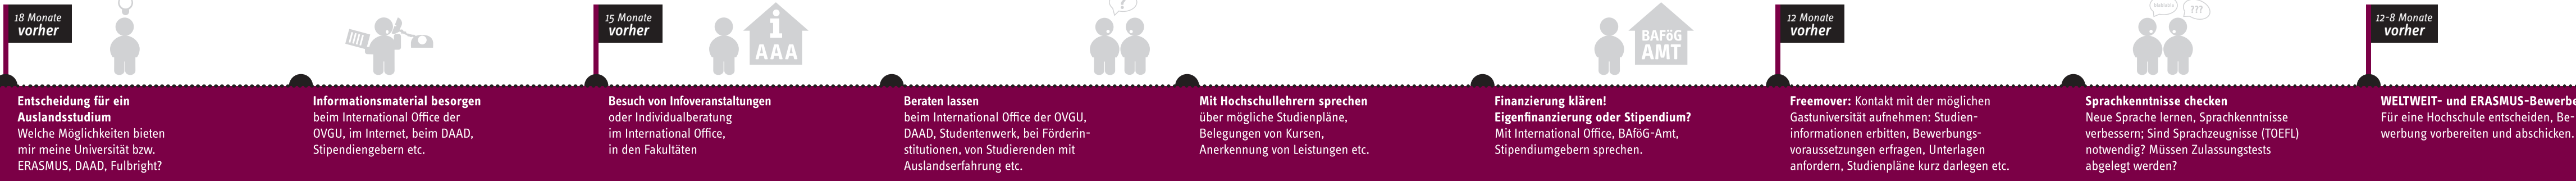 18 Monate
vorher
Entscheidung für ein
Auslandsstudium
Welche Möglichkeiten bieten
mir meine Universität bzw.
ERASMUS, DAAD, Fulbright?
Informationsmaterial besorgen
beim International Office der
OVGU, im Internet, beim DAAD,
Stipendiengebern etc.
15 Monate
vorher
i
AAA
Besuch von Infoveranstaltungen
oder Individualberatung
im International Office,
in den Fakultäten
?
Beraten lassen
beim International Office der OVGU,
DAAD, Studentenwerk, bei Förderin-
stitutionen, von Studierenden mit
Auslandserfahrung etc.
Mit Hochschullehrern sprechen
über mögliche Studienpläne,
Belegungen von Kursen,
Anerkennung von Leistungen etc.
BAFöG
AMT
Finanzierung klären!
Eigenfinanzierung oder Stipendium?
Mit International Office, BAföG-Amt,
Stipendiumgebern sprechen.
12 Monate
vorher
Freemover: Kontakt mit der möglichen
Gastuniversität aufnehmen: Studien-
informationen erbitten, Bewerbungs-
voraussetzungen erfragen, Unterlagen
anfordern, Studienpläne kurz darlegen etc.
???
Sprachkenntnisse checken
Neue Sprache lernen, Sprachkenntnisse
verbessern; Sind Sprachzeugnisse (TOEFL)
notwendig? Müssen Zulassungstests
abgelegt werden?
12-8 Monate
vorher
WELTWEIT- und ERASMUS-Bewerbe
Für eine Hochschule entscheiden, Be-
werbung vorbereiten und abschicken.